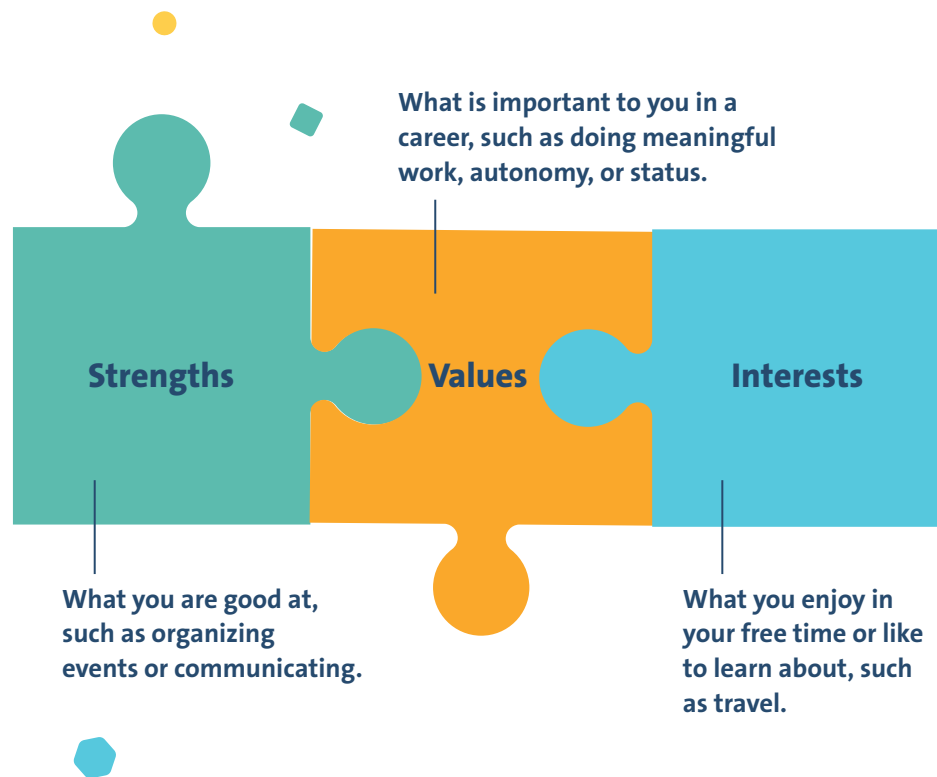 What is important to you in a
career, such as doing meaningful
work, autonomy, or status.
Strengths
Values
Interests
What you are good at,
such as organizing
events or communicating.
What you enjoy in
your free time or like
to learn about, such
as travel.